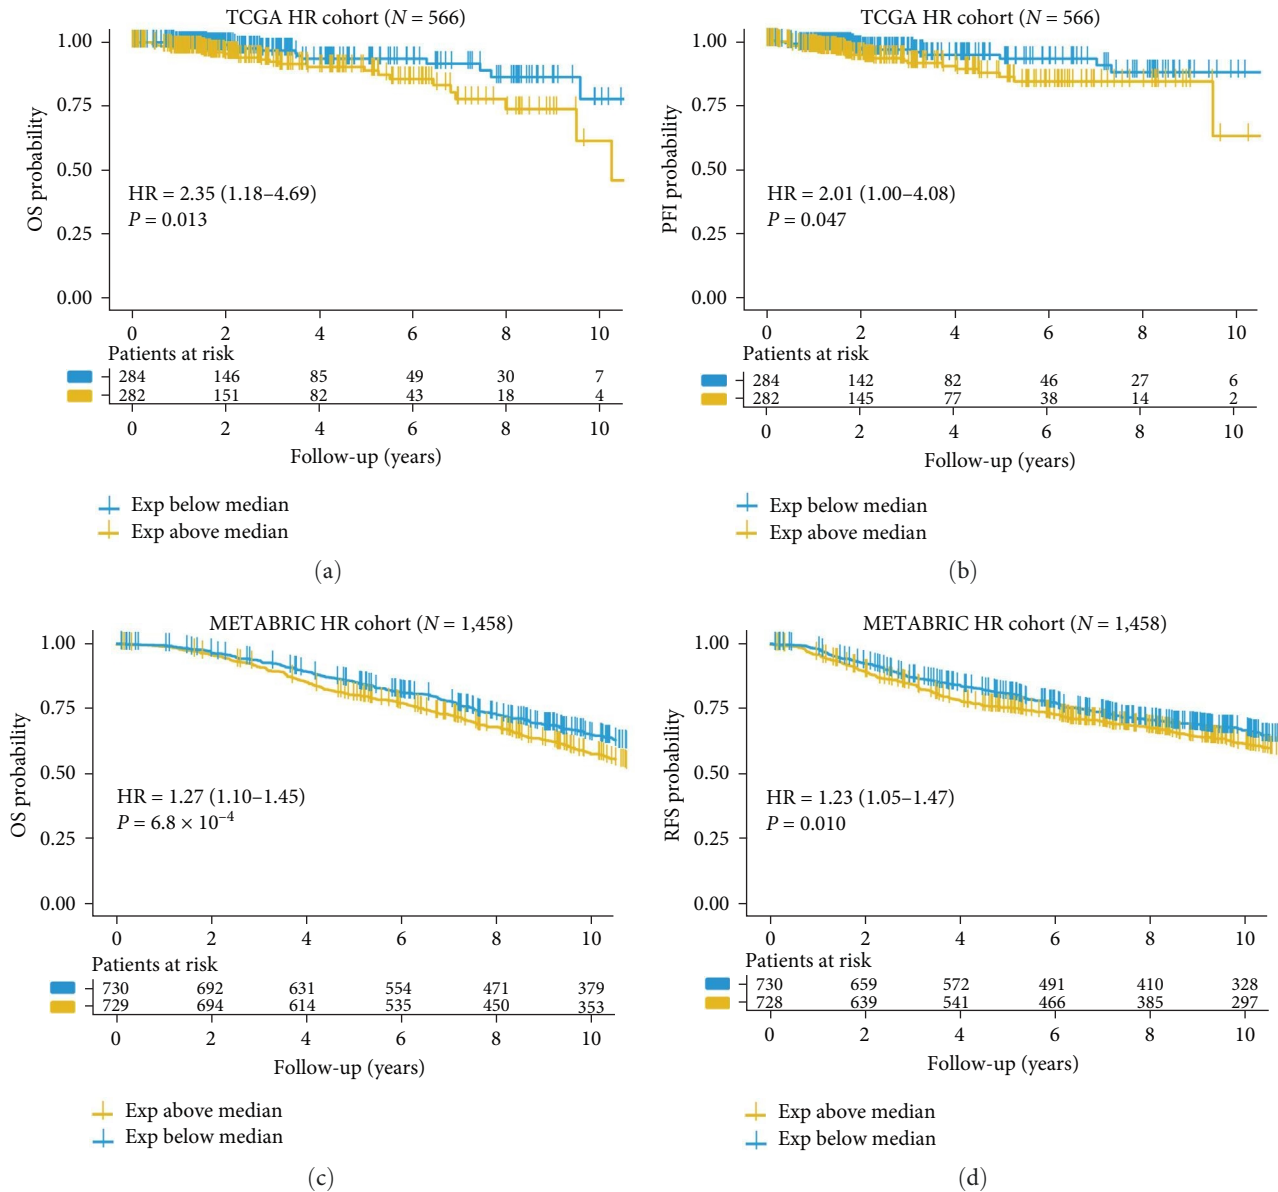 TCGA HR cohort (N = 566)
1.00
0.75
0.50
0.25
0.00
OS probability
HR = 2.35 (1.18–4.69)
P = 0.013
0 2 4 6 8 10
Patients at risk
284 146 85 49 30 7
282 151 82 43 18 4
0 2 4 6 8 10
Follow-up (years)
Exp below median
Exp above median
(a)
TCGA HR cohort (N = 566)
1.00
0.75
0.50
0.25
0.00
PFI probability
HR = 2.01 (1.00–4.08)
P = 0.047
0 2 4 6 8 10
Patients at risk
284 142 82 46 27 6
282 145 77 38 14 2
0 2 4 6 8 10
Follow-up (years)
Exp below median
Exp above median
(b)
METABRIC HR cohort (N = 1,458)
1.00
0.75
0.50
0.25
0.00
OS probability
HR = 1.27 (1.10–1.45)
P = 6.8 × 10⁻⁴
0 2 4 6 8 10
Patients at risk
730 692 631 554 471 379
729 694 614 535 450 353
0 2 4 6 8 10
Follow-up (years)
Exp above median
Exp below median
(c)
METABRIC HR cohort (N = 1,458)
1.00
0.75
0.50
0.25
0.00
RFS probability
HR = 1.23 (1.05–1.47)
P = 0.010
0 2 4 6 8 10
Patients at risk
730 659 572 491 410 328
728 639 541 466 385 297
0 2 4 6 8 10
Follow-up (years)
Exp above median
Exp below median
(d)